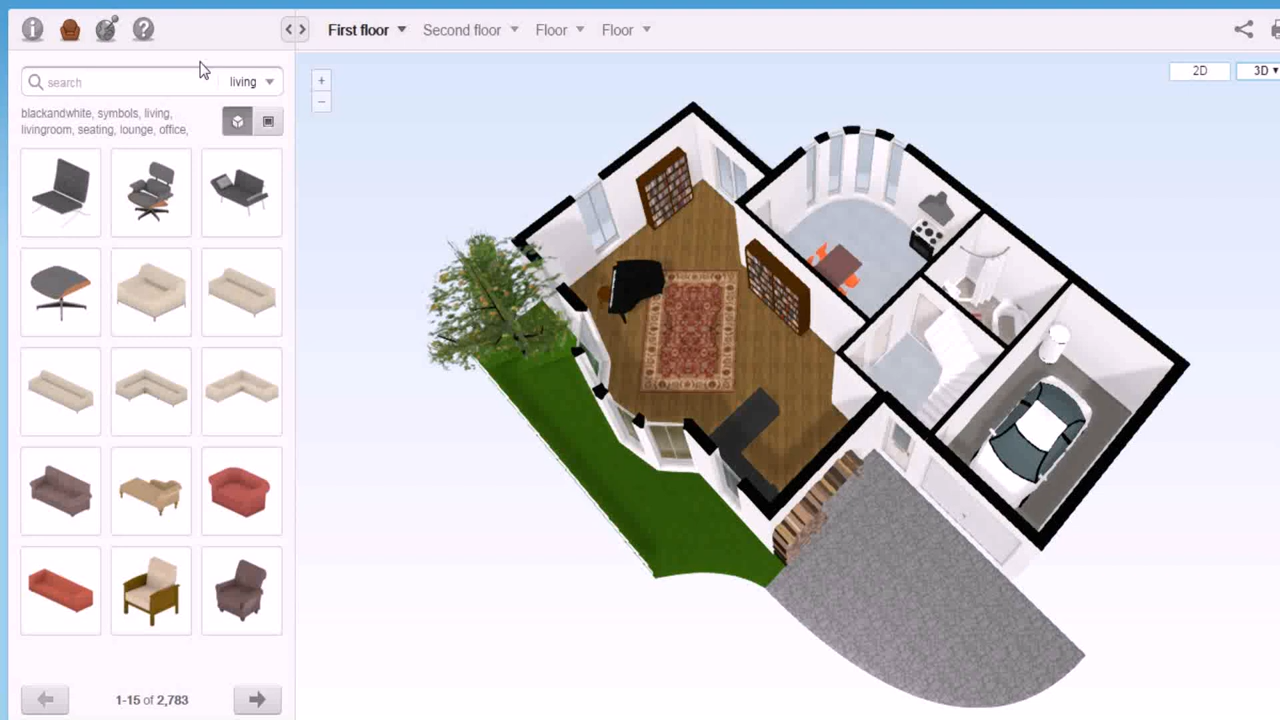 First floor
Second floor
Floor
Floor
search
living
2D
3D
blackandwhite, symbols, living,
livingroom, seating, lounge, office,
1-15 of 2,783